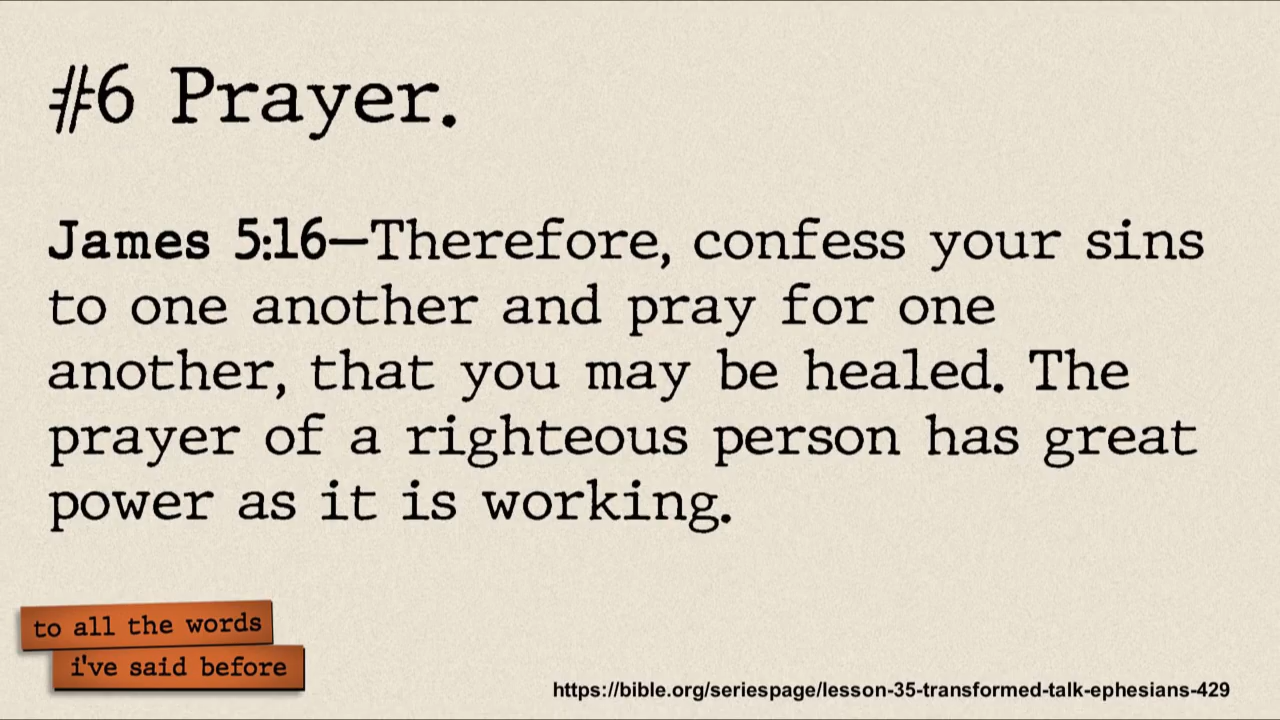 #6 Prayer.
James 5:16—Therefore, confess your sins
to one another and pray for one
another, that you may be healed. The
prayer of a righteous person has great
power as it is working.
to all the words
i've said before
https://bible.org/seriespage/lesson-35-transformed-talk-ephesians-429